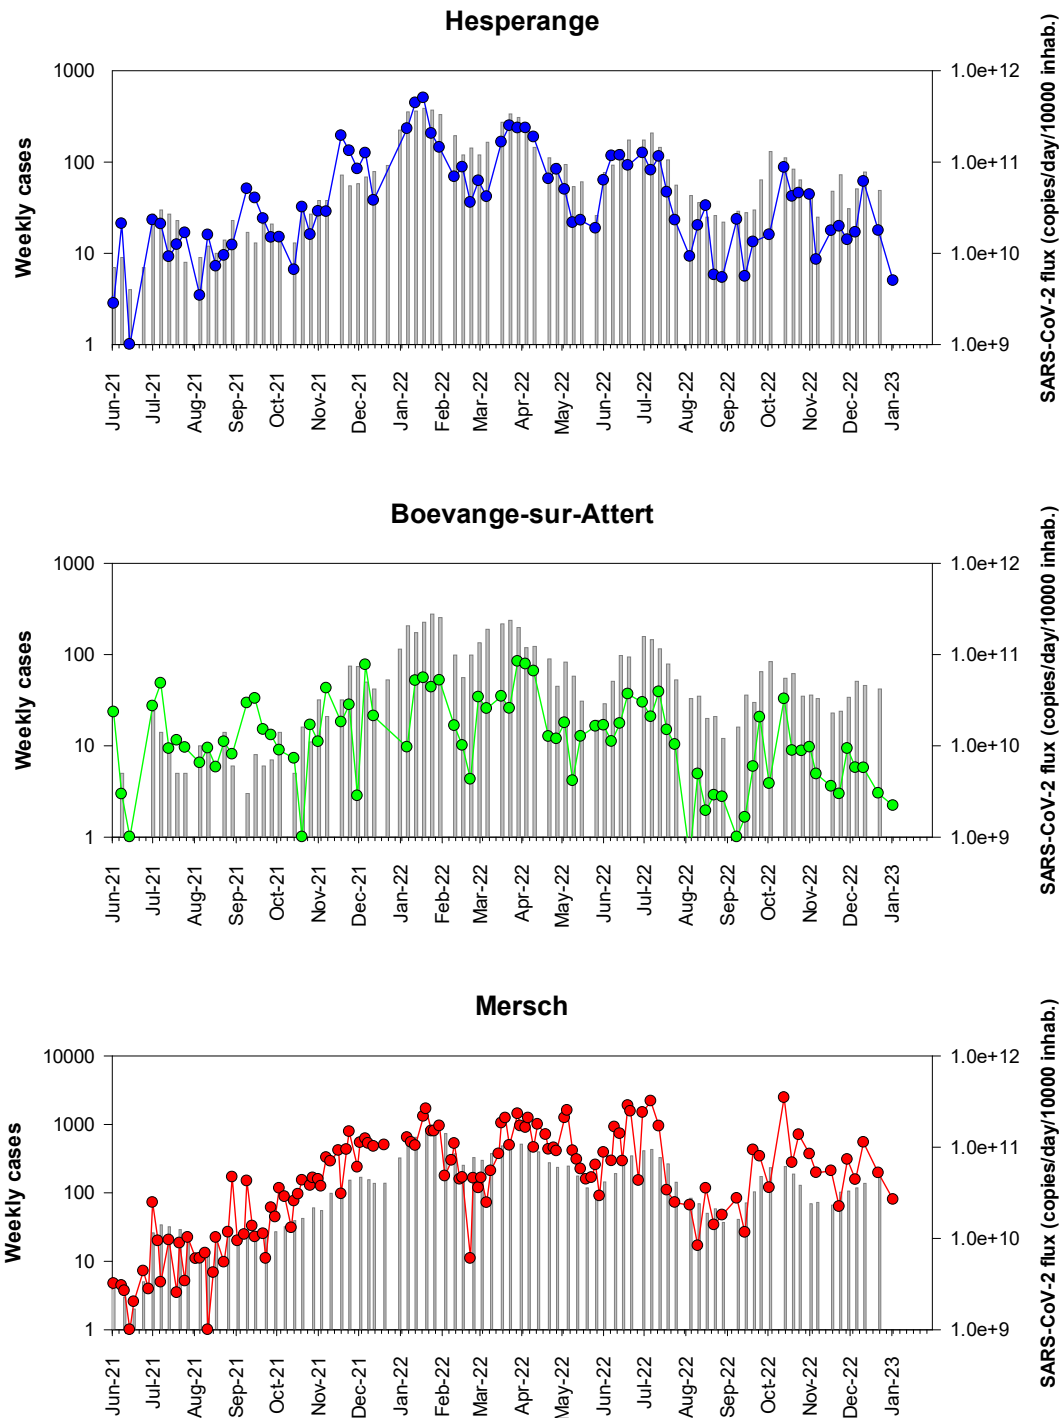 Hesperange
Weekly cases
1000
100
10
1
1.0e+12
1.0e+11
1.0e+10
1.0e+9
SARS-CoV-2 flux (copies/day/10000 inhab.)
Jun-21
Jul-21
Aug-21
Sep-21
Oct-21
Nov-21
Dec-21
Jan-22
Feb-22
Mar-22
Apr-22
May-22
Jun-22
Jul-22
Aug-22
Sep-22
Oct-22
Nov-22
Dec-22
Jan-23
Boevange-sur-Attert
Weekly cases
1000
100
10
1
1.0e+12
1.0e+11
1.0e+10
1.0e+9
SARS-CoV-2 flux (copies/day/10000 inhab.)
Jun-21
Jul-21
Aug-21
Sep-21
Oct-21
Nov-21
Dec-21
Jan-22
Feb-22
Mar-22
Apr-22
May-22
Jun-22
Jul-22
Aug-22
Sep-22
Oct-22
Nov-22
Dec-22
Jan-23
Mersch
Weekly cases
10000
1000
100
10
1
1.0e+12
1.0e+11
1.0e+10
1.0e+9
SARS-CoV-2 flux (copies/day/10000 inhab.)
Jun-21
Jul-21
Aug-21
Sep-21
Oct-21
Nov-21
Dec-21
Jan-22
Feb-22
Mar-22
Apr-22
May-22
Jun-22
Jul-22
Aug-22
Sep-22
Oct-22
Nov-22
Dec-22
Jan-23